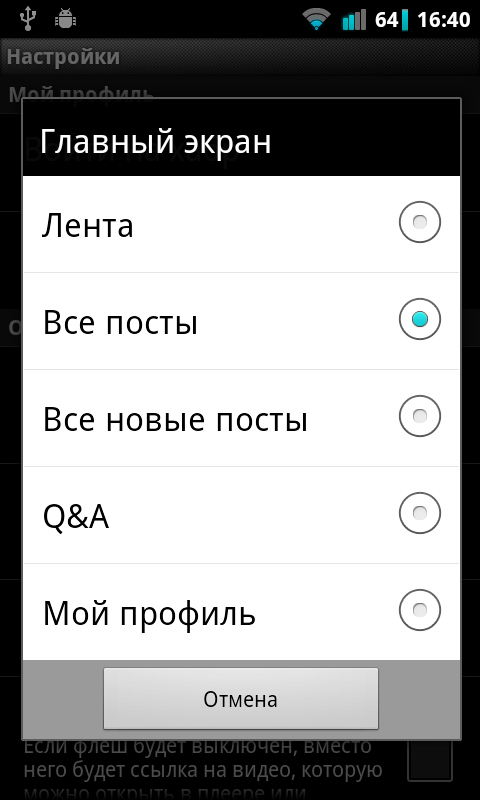 64 16:40
Настройки
Мой профиль
Главный экран
Лента
Все посты
Все новые посты
Q&A
Мой профиль
Отмена
Если флеш будет выключен, вместо
него будет ссылка на видео, которую
можно открыть в плеере или